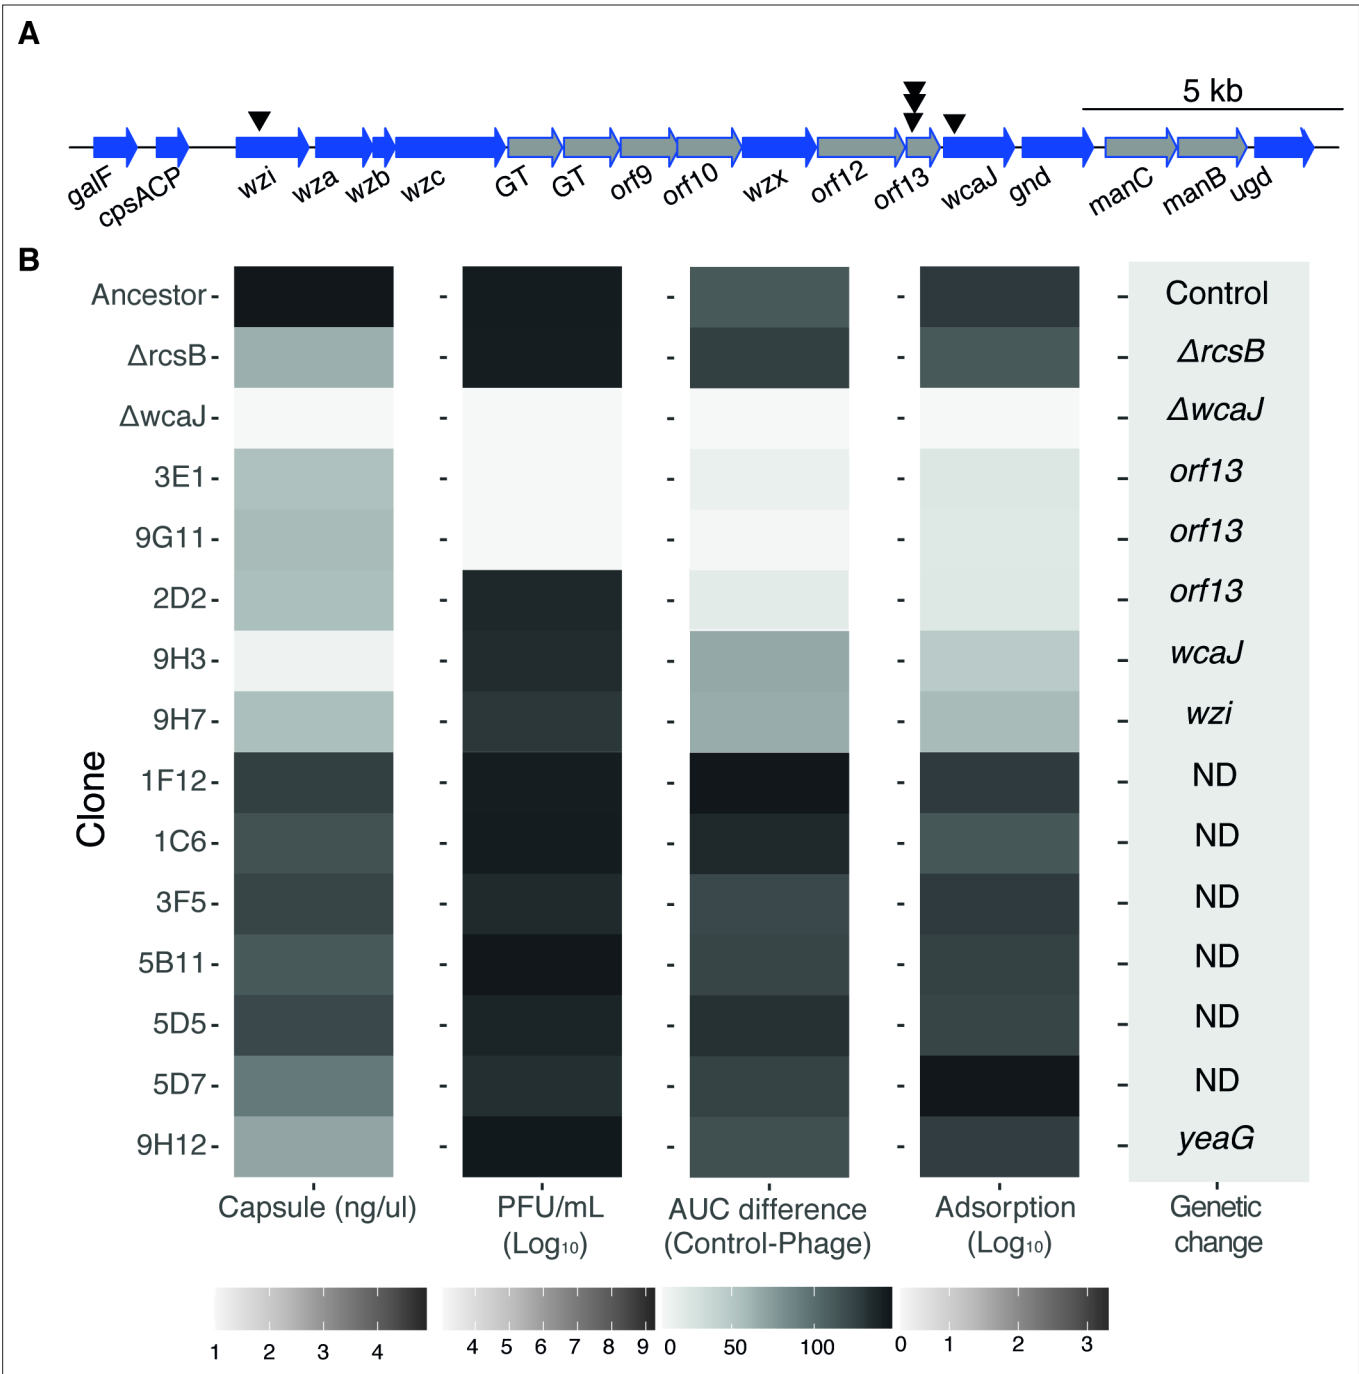 A
5 kb
galF cpsACP wzi wza wzb wzc GT GT orf9 orf10 wzx orf12 orf13 wcaJ gnd manC manB ugd
B
Clone
Ancestor Control
ΔrcsB ΔrcsB
ΔwcaJ ΔwcaJ
3E1 orf13
9G11 orf13
2D2 orf13
9H3 wcaJ
9H7 wzi
1F12 ND
1C6 ND
3F5 ND
5B11 ND
5D5 ND
5D7 ND
9H12 yeaG
Capsule (ng/ul) PFU/mL AUC difference Adsorption Genetic
(Log₁₀) (Control-Phage) (Log₁₀) change
1 2 3 4 4 5 6 7 8 9 0 50 100 0 1 2 3